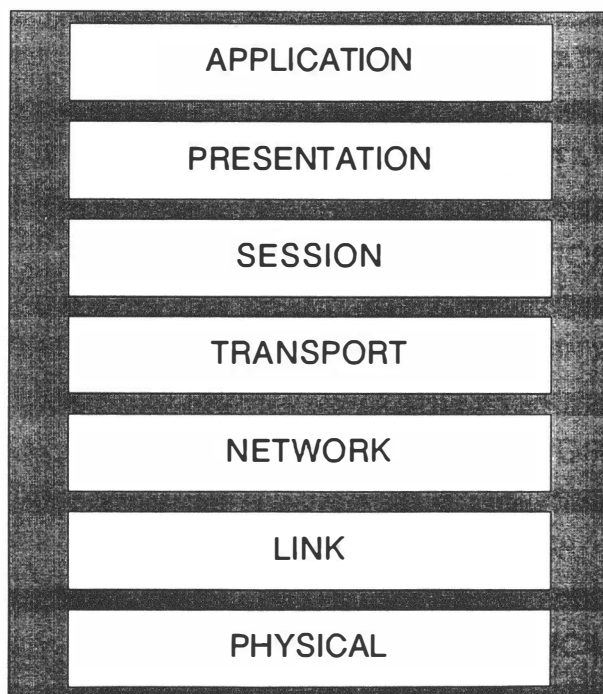 APPLICATION
PRESENTATION
SESSION
TRANSPORT
NETWORK
LINK
PHYSICAL